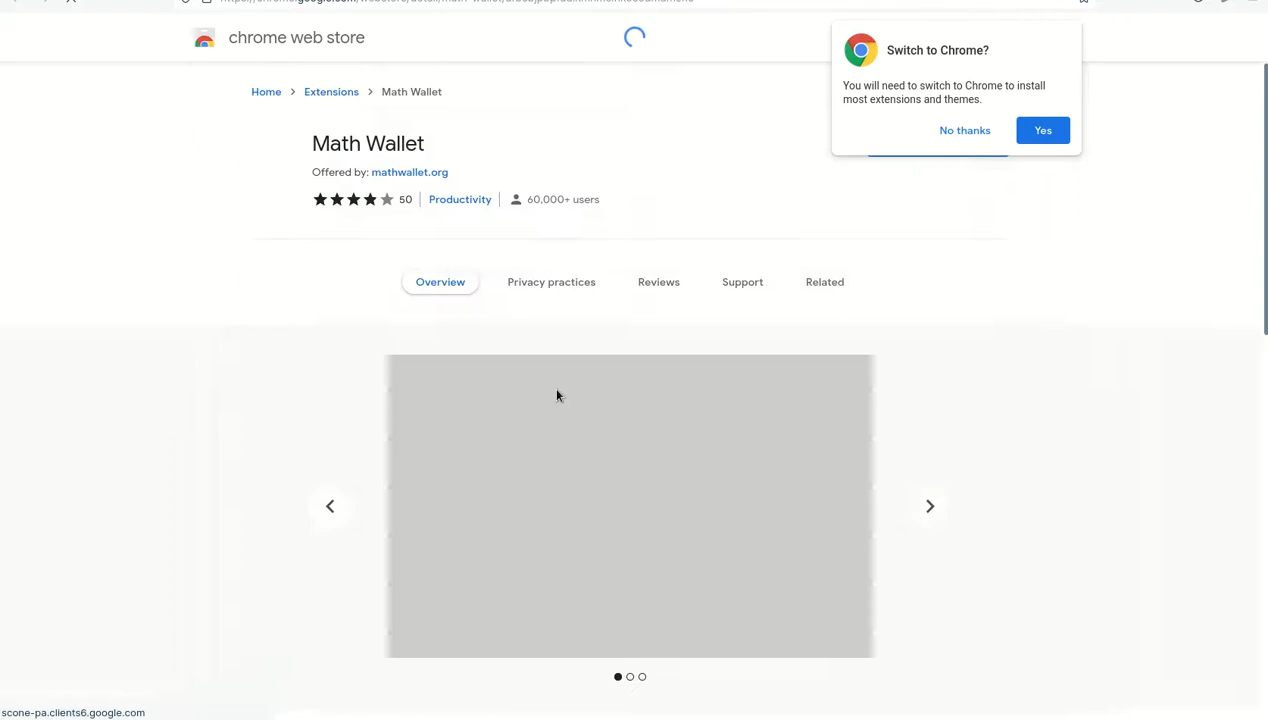 chrome web store
Switch to Chrome?
You will need to switch to Chrome to install
most extensions and themes.
No thanks
Yes
Home
Extensions
Math Wallet
Math Wallet
Offered by: mathwallet.org
50
Productivity
60,000+ users
Overview
Privacy practices
Reviews
Support
Related
scone-pa.clients6.google.com